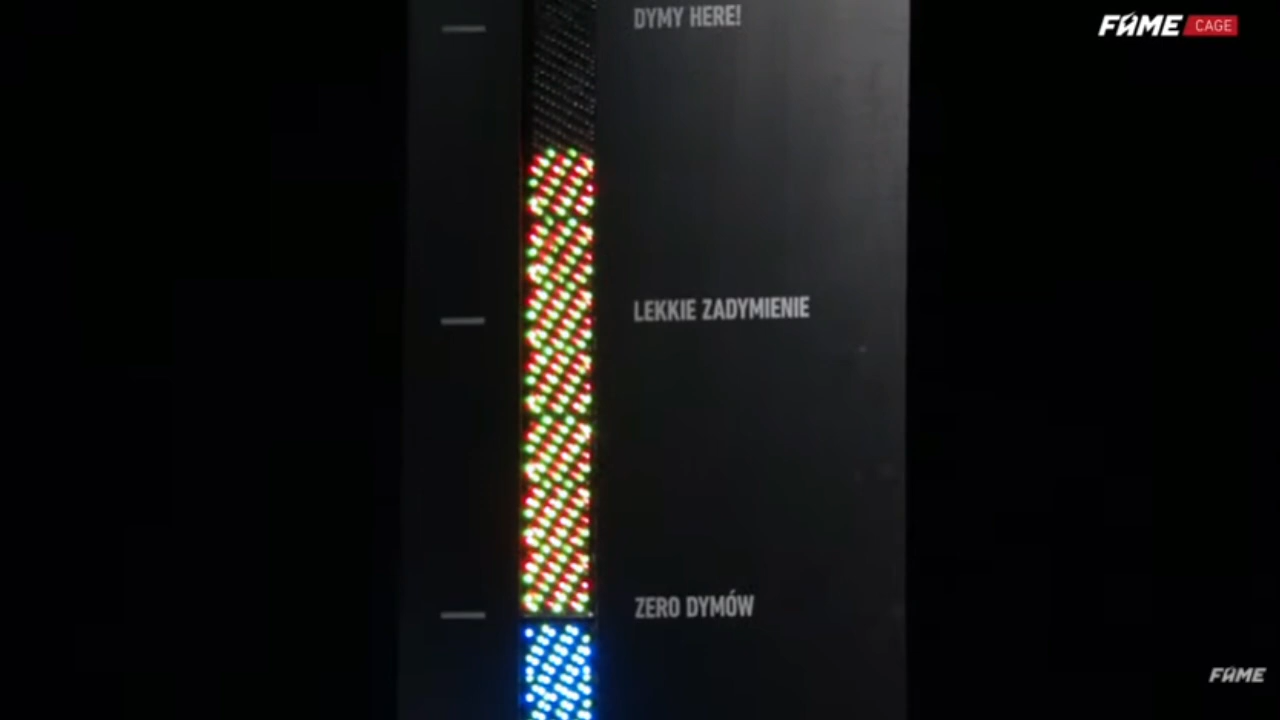 DYMY HERE!
FAME CAGE
LEKKIE ZADYMIENIE
ZERO DYMÓW
FAME